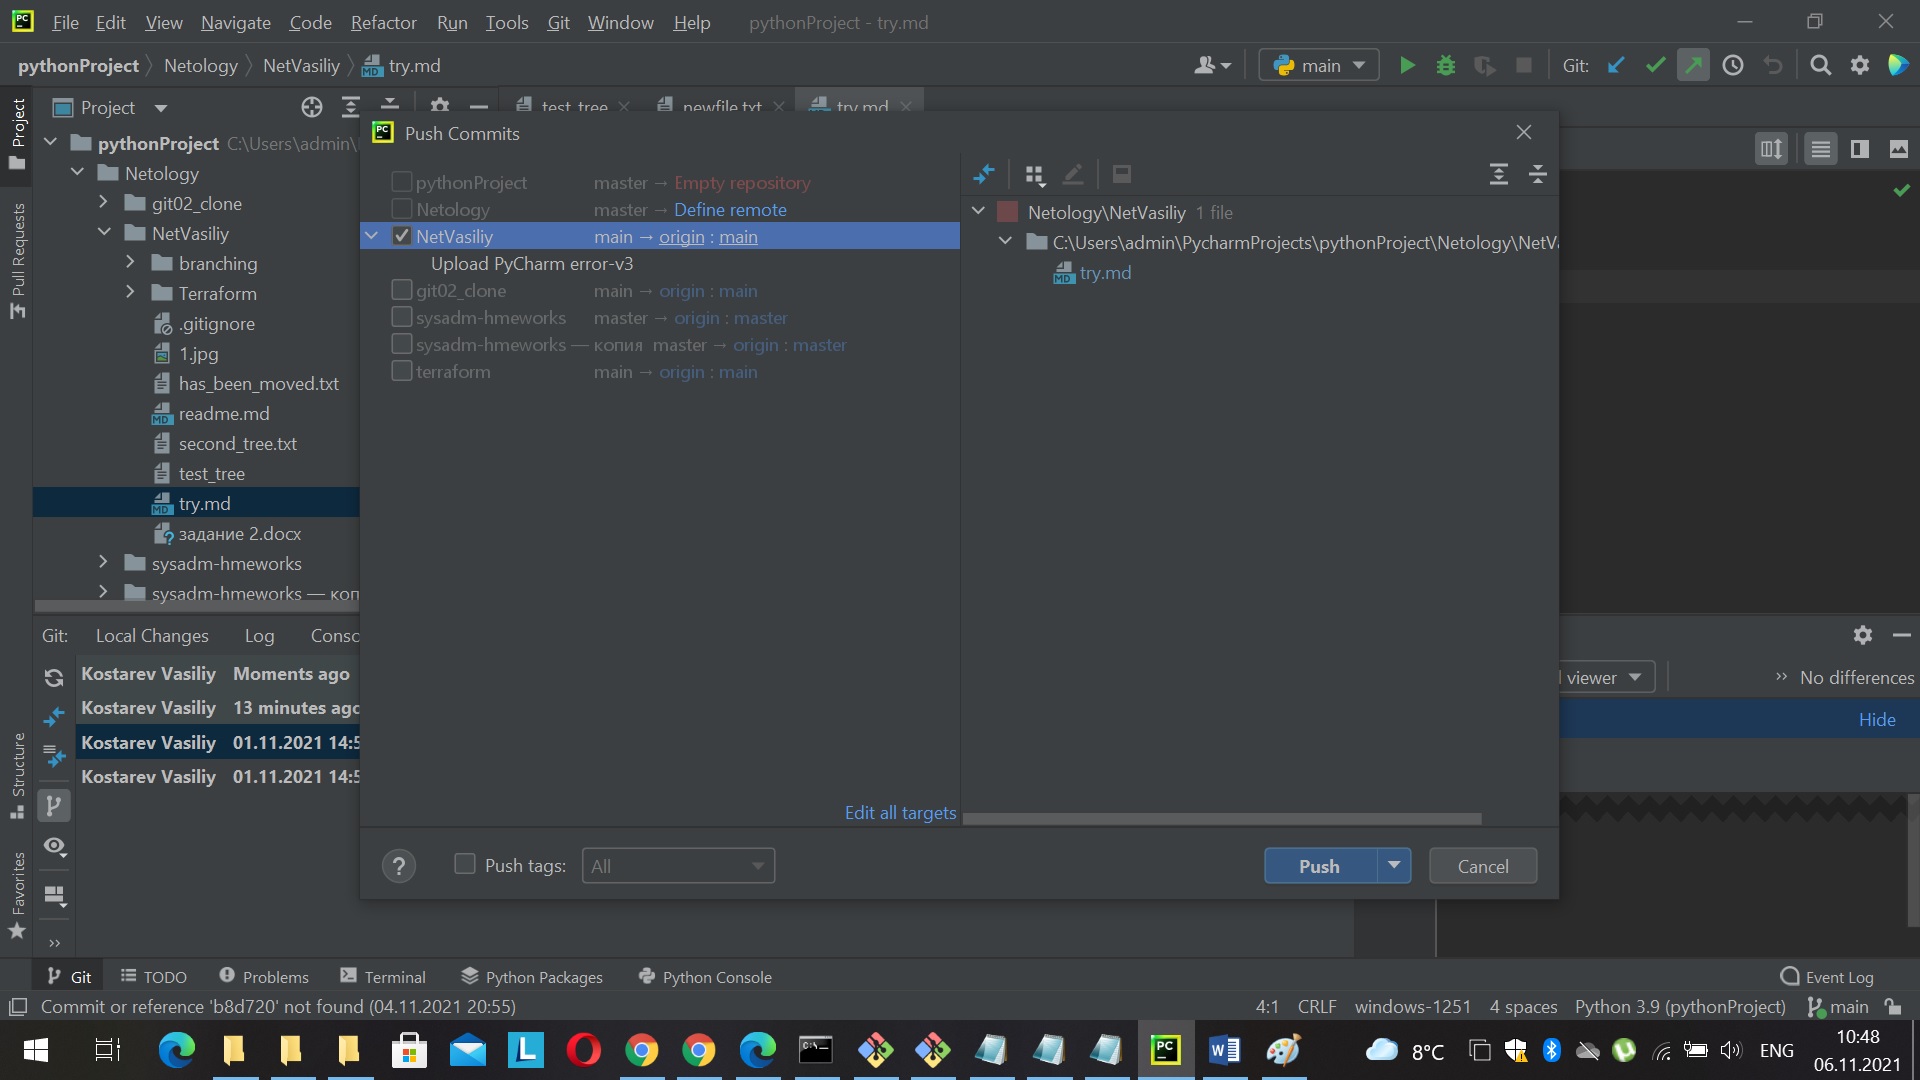 File Edit View Navigate Code Refactor Run Tools Git Window Help pythonProject - try.md
pythonProject Netology NetVasiliy try.md
main
Git:
Project
test_tree
newfile.txt
try.md
Project
Pull Requests
Structure
Favorites
pythonProject C:\Users\admin\
Netology
git02_clone
NetVasiliy
branching
Terraform
.gitignore
1.jpg
has_been_moved.txt
readme.md
second_tree.txt
test_tree
try.md
задание 2.docx
sysadm-hmeworks
sysadm-hmeworks — коп
Push Commits
pythonProject master → Empty repository
Netology master → Define remote
NetVasiliy main → origin : main
Upload PyCharm error-v3
git02_clone main → origin : main
sysadm-hmeworks master → origin : master
sysadm-hmeworks — копия master → origin : master
terraform main → origin : main
Edit all targets
Netology\NetVasiliy 1 file
C:\Users\admin\PycharmProjects\pythonProject\Netology\NetV
try.md
? Push tags: All
Push
Cancel
Git: Local Changes Log Consc
Kostarev Vasiliy Moments ago
Kostarev Vasiliy 13 minutes ago
Kostarev Vasiliy 01.11.2021 14:5
Kostarev Vasiliy 01.11.2021 14:5
viewer
No differences
Hide
Git TODO Problems Terminal Python Packages Python Console Event Log
Commit or reference 'b8d720' not found (04.11.2021 20:55)
4:1 CRLF windows-1251 4 spaces Python 3.9 (pythonProject) main
8°C
ENG
10:48
06.11.2021